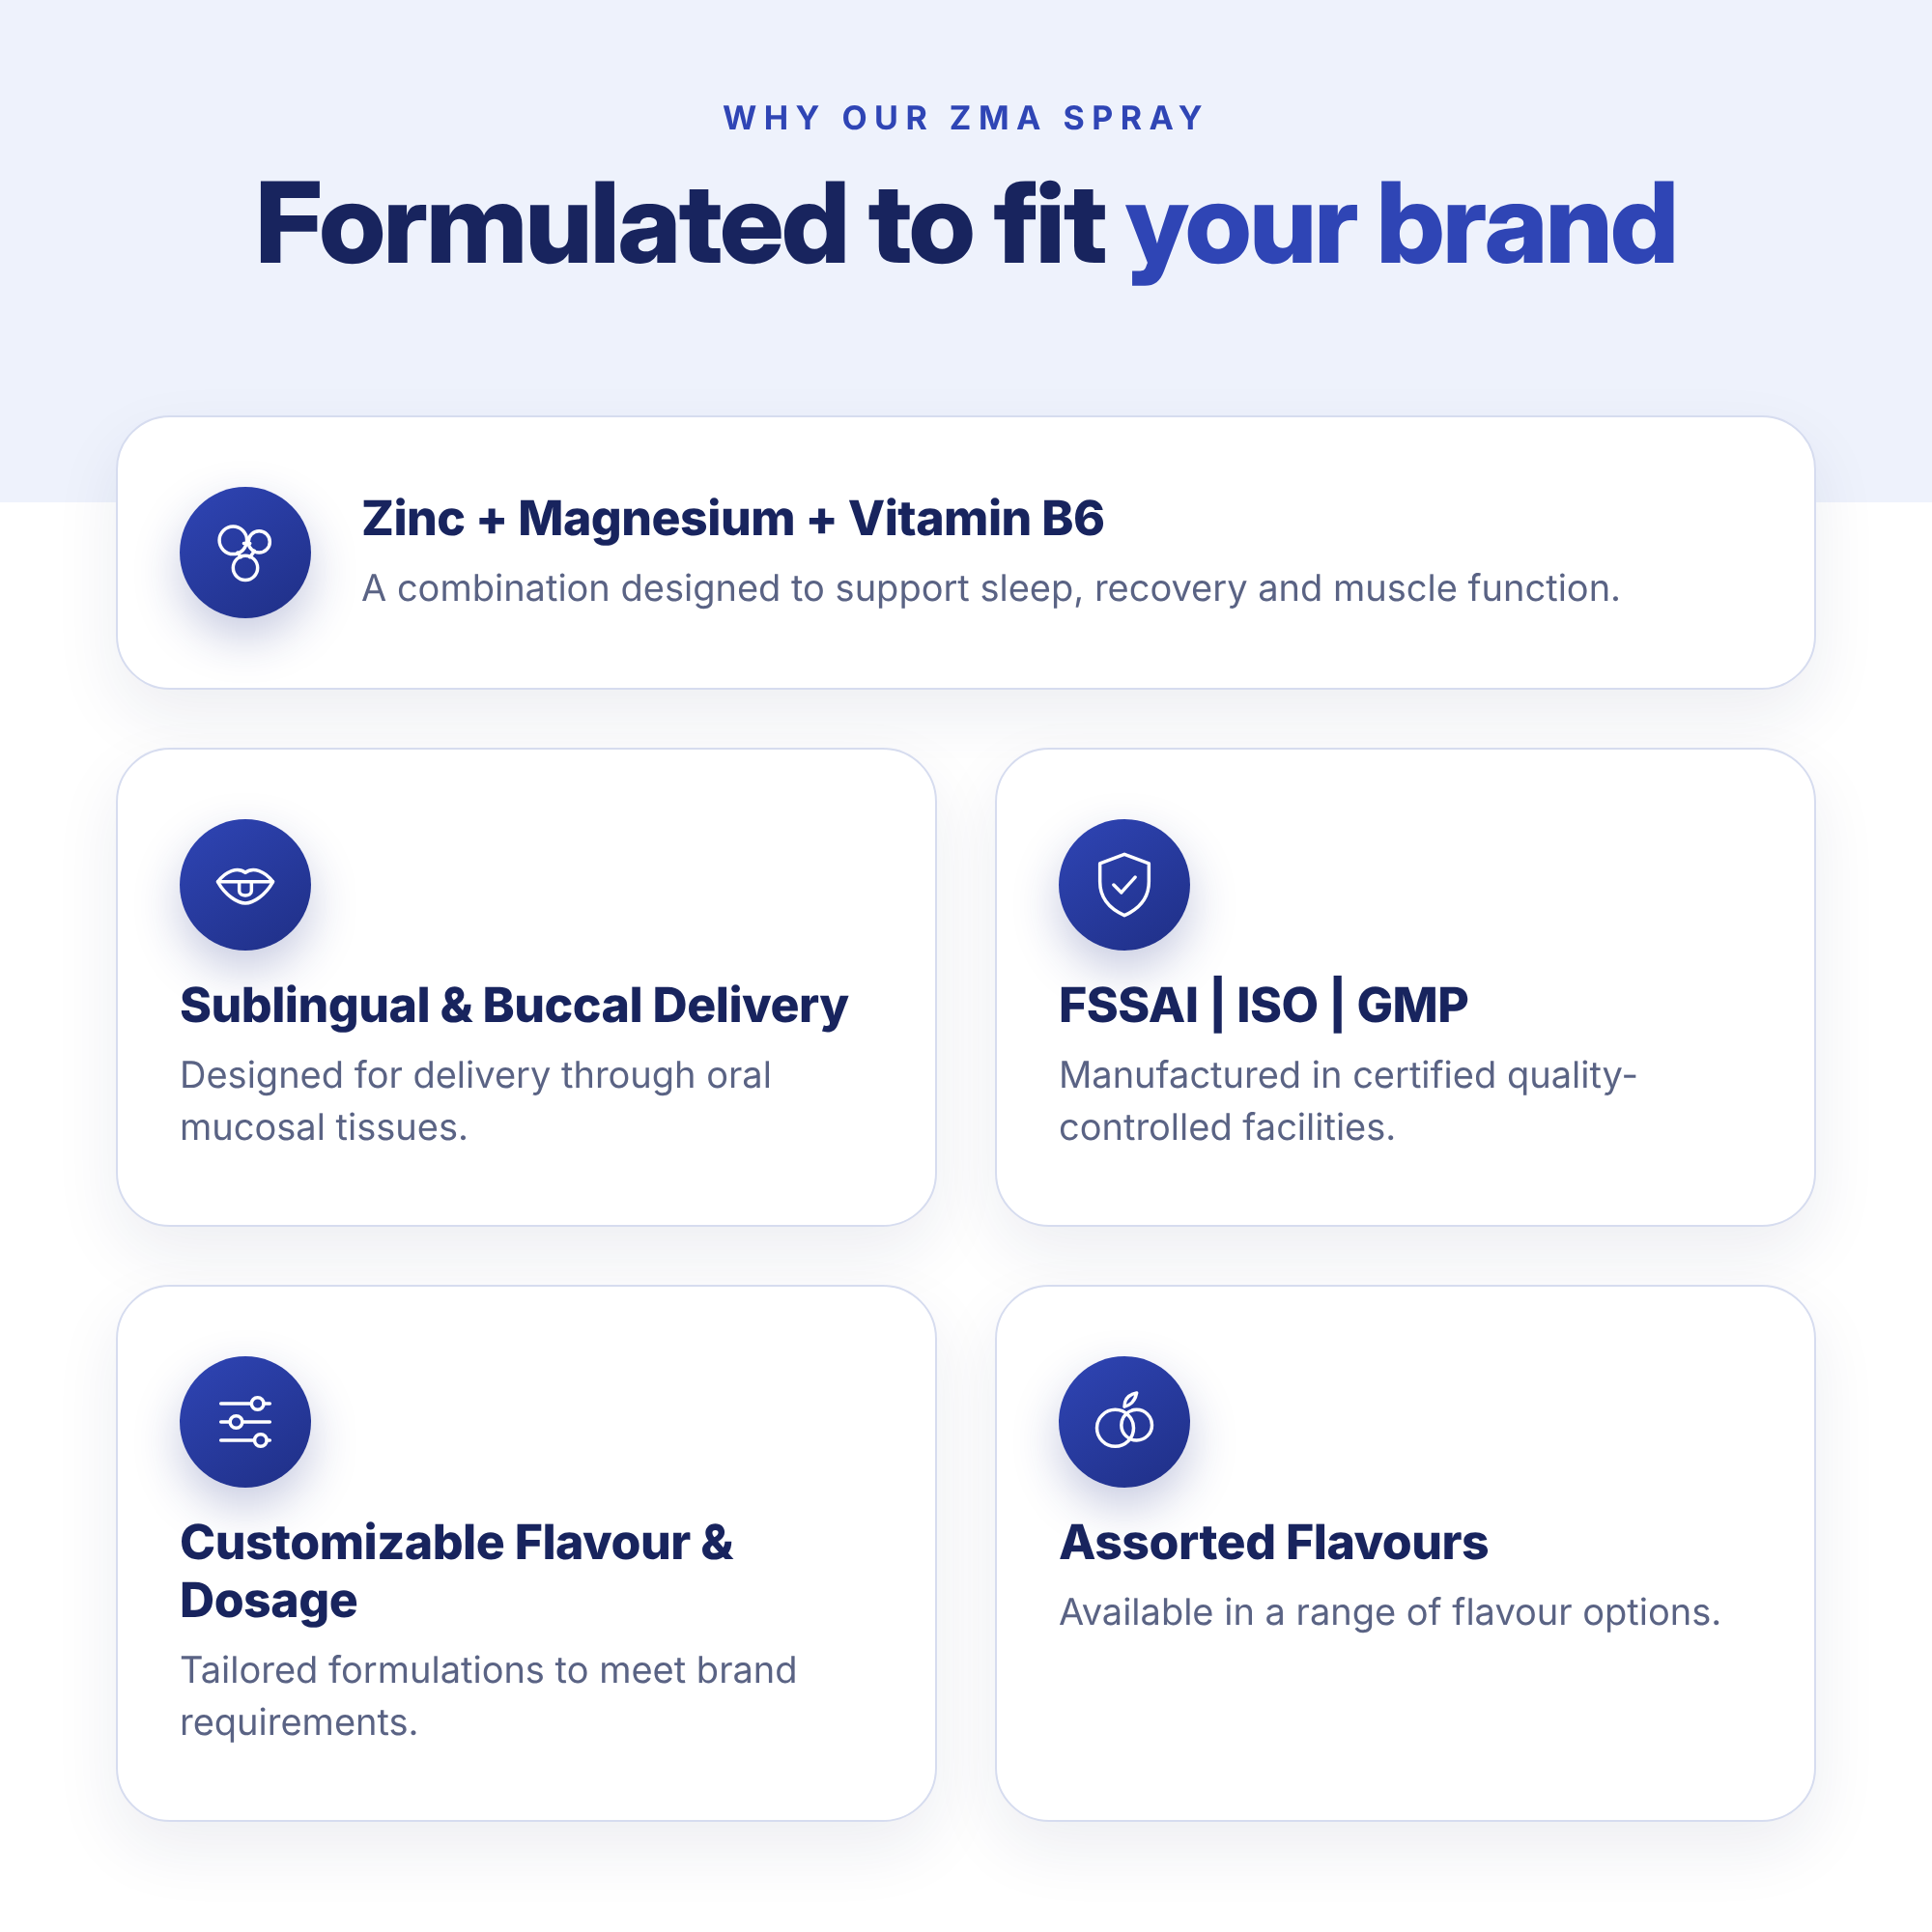 WHY OUR ZMA SPRAY
Formulated to fit your brand
Zinc + Magnesium + Vitamin B6
A combination designed to support sleep, recovery and muscle function.
Sublingual & Buccal Delivery
Designed for delivery through oral
mucosal tissues.
FSSAI | ISO | GMP
Manufactured in certified quality-
controlled facilities.
Customizable Flavour &
Dosage
Tailored formulations to meet brand
requirements.
Assorted Flavours
Available in a range of flavour options.